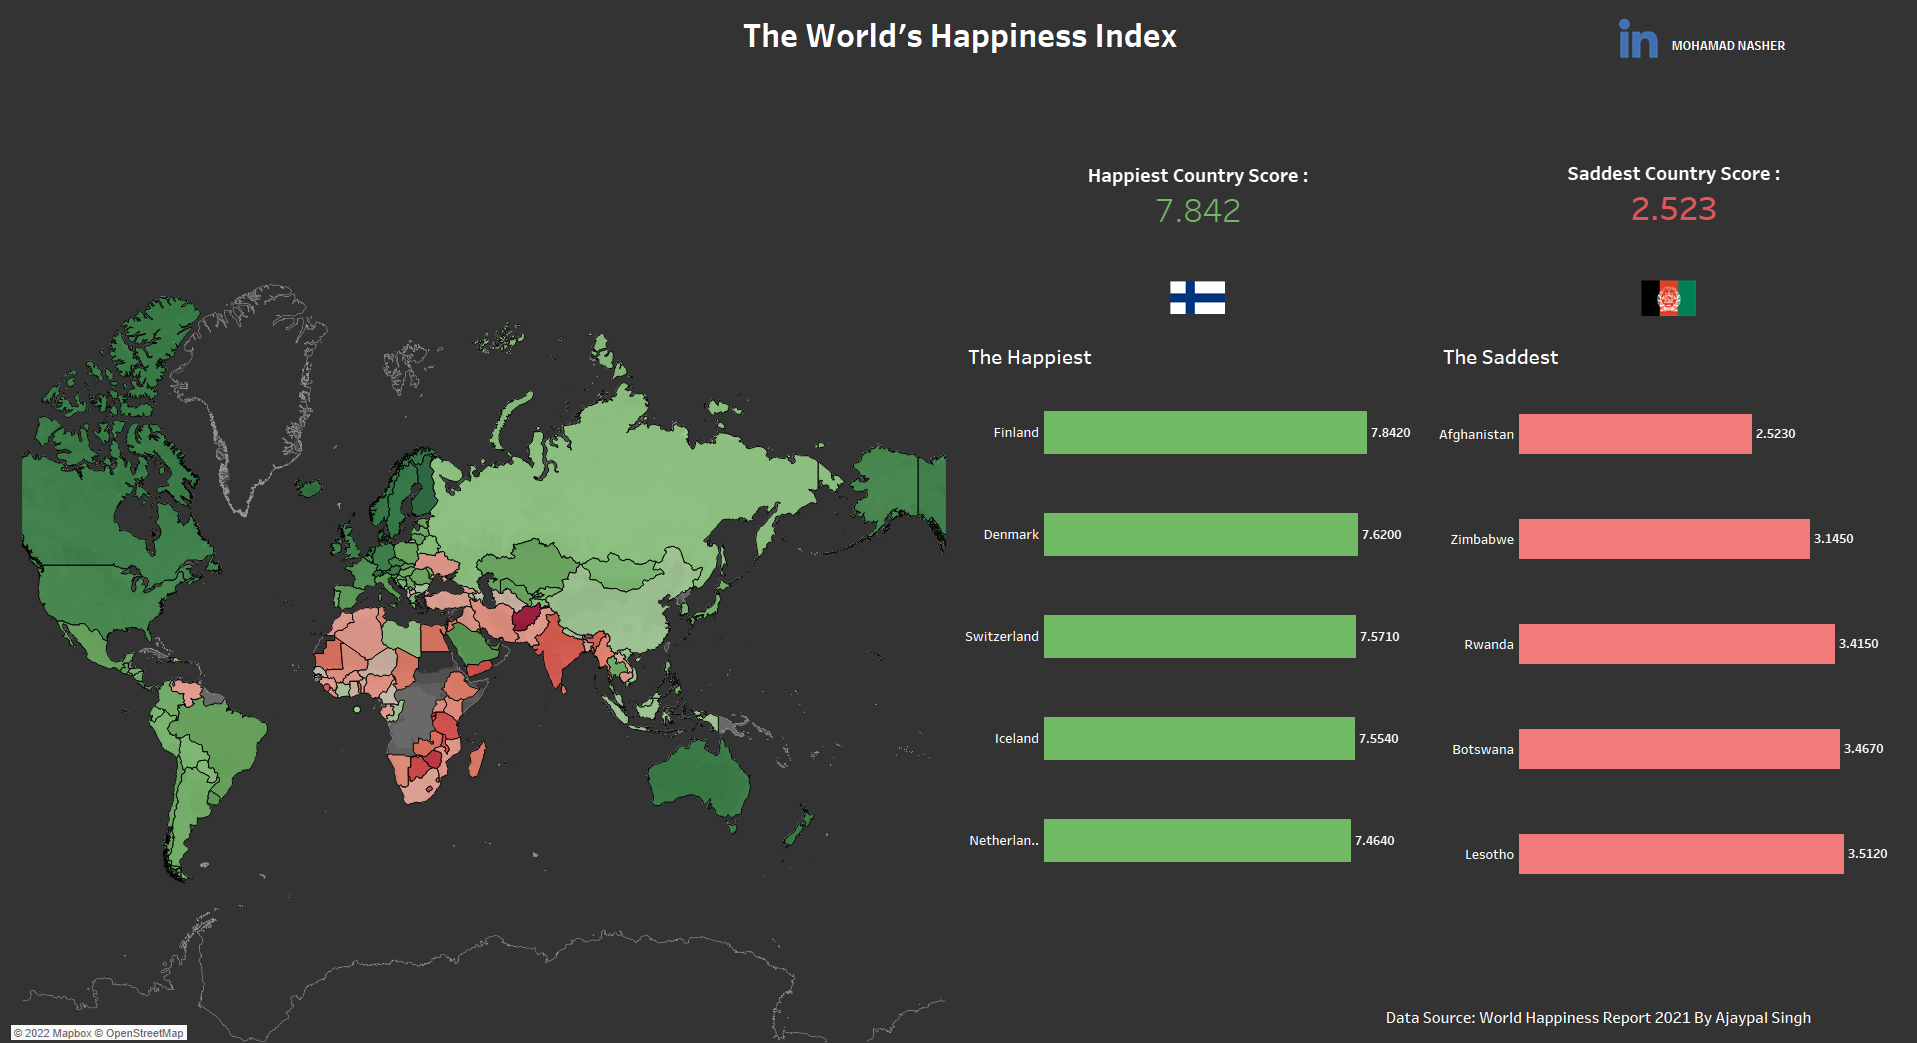 The World's Happiness Index
in MOHAMAD NASHER
Happiest Country Score :
7.842
Saddest Country Score :
2.523
The Happiest
Finland 7.8420
Denmark 7.6200
Switzerland 7.5710
Iceland 7.5540
Netherlan.. 7.4640
The Saddest
Afghanistan 2.5230
Zimbabwe 3.1450
Rwanda 3.4150
Botswana 3.4670
Lesotho 3.5120
Data Source: World Happiness Report 2021 By Ajaypal Singh
© 2022 Mapbox © OpenStreetMap